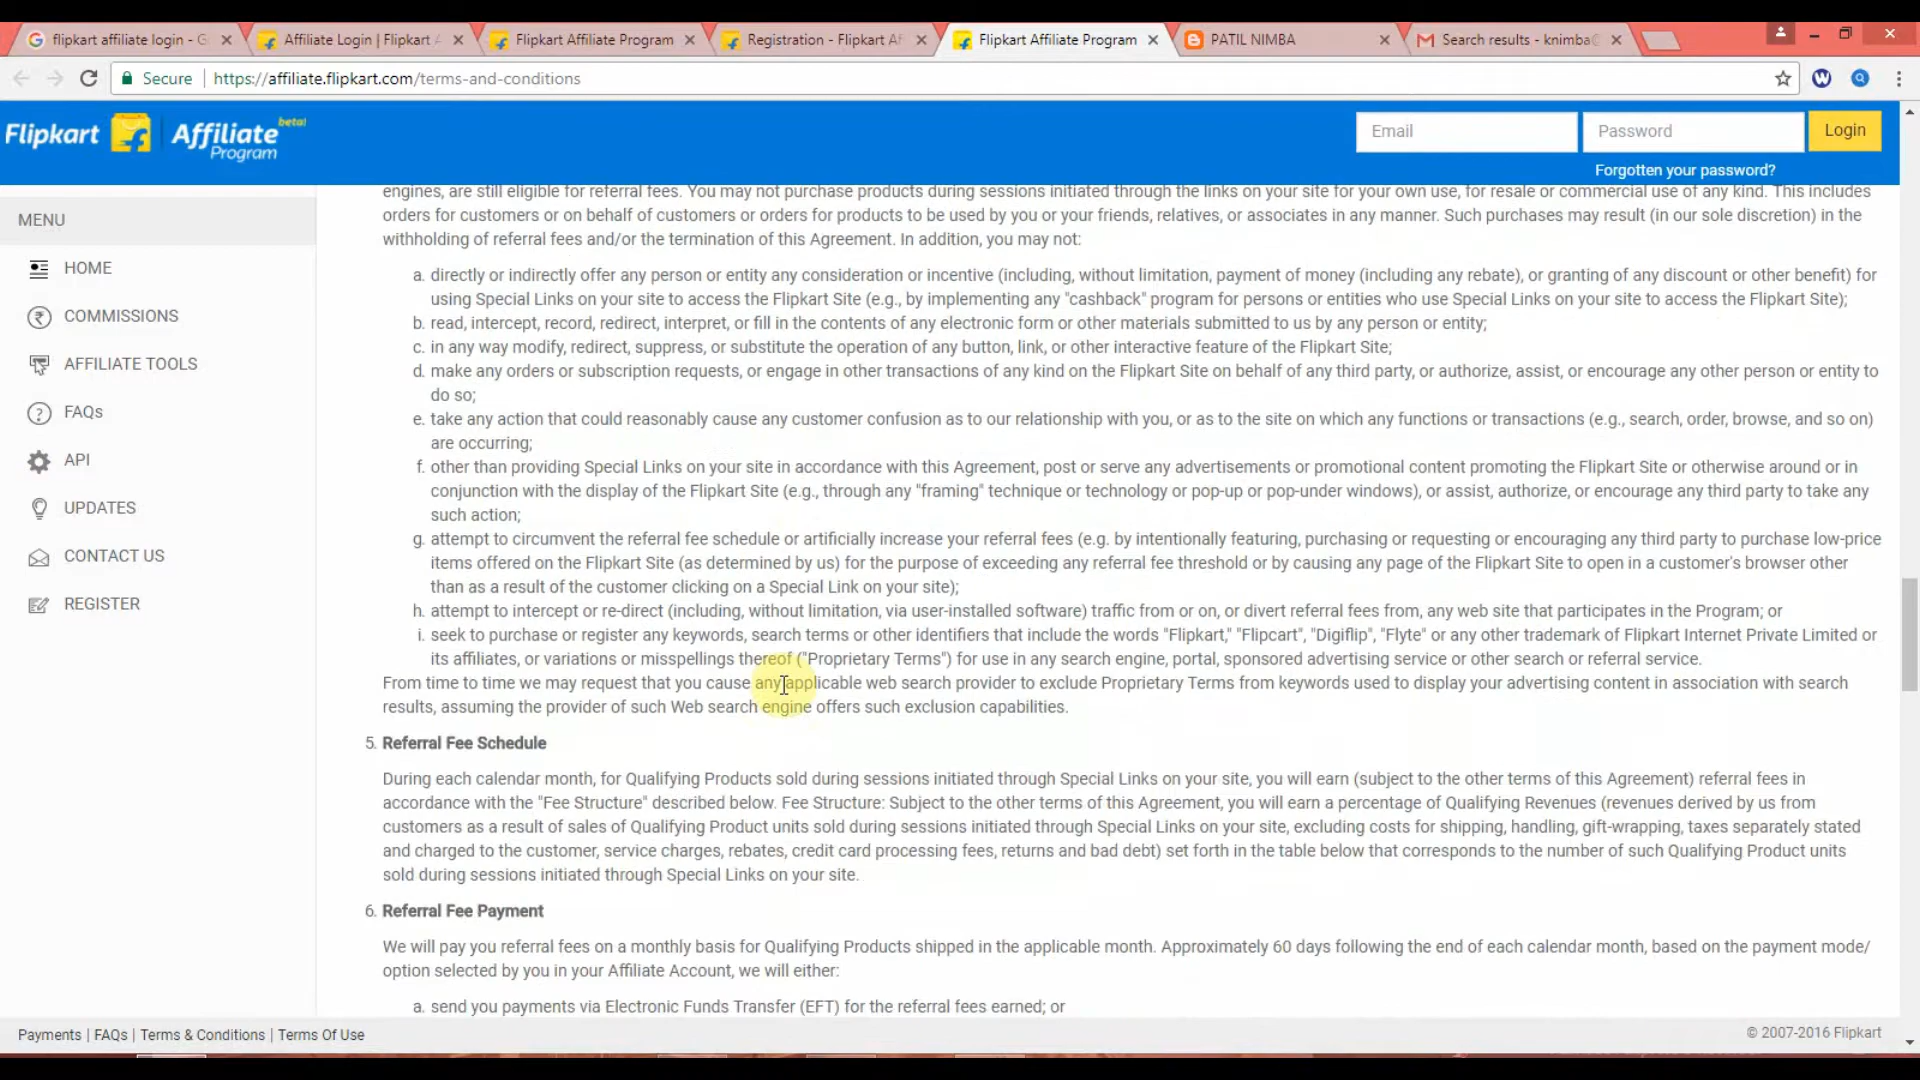 flipkart affiliate login - G
Affiliate Login | Flipkart A
Flipkart Affiliate Program
Registration - Flipkart Af
Flipkart Affiliate Program
PATIL NIMBA
Search results - knimba@
Secure https://affiliate.flipkart.com/terms-and-conditions
Flipkart Affiliate beta!
Program
Email
Password
Login
Forgotten your password?
MENU
HOME
COMMISSIONS
AFFILIATE TOOLS
FAQs
API
UPDATES
CONTACT US
REGISTER
engines, are still eligible for referral fees. You may not purchase products during sessions initiated through the links on your site for your own use, for resale or commercial use of any kind. This includes
orders for customers or on behalf of customers or orders for products to be used by you or your friends, relatives, or associates in any manner. Such purchases may result (in our sole discretion) in the
withholding of referral fees and/or the termination of this Agreement. In addition, you may not:
a. directly or indirectly offer any person or entity any consideration or incentive (including, without limitation, payment of money (including any rebate), or granting of any discount or other benefit) for
using Special Links on your site to access the Flipkart Site (e.g., by implementing any "cashback" program for persons or entities who use Special Links on your site to access the Flipkart Site);
b. read, intercept, record, redirect, interpret, or fill in the contents of any electronic form or other materials submitted to us by any person or entity;
c. in any way modify, redirect, suppress, or substitute the operation of any button, link, or other interactive feature of the Flipkart Site;
d. make any orders or subscription requests, or engage in other transactions of any kind on the Flipkart Site on behalf of any third party, or authorize, assist, or encourage any other person or entity to
do so;
e. take any action that could reasonably cause any customer confusion as to our relationship with you, or as to the site on which any functions or transactions (e.g., search, order, browse, and so on)
are occurring;
f. other than providing Special Links on your site in accordance with this Agreement, post or serve any advertisements or promotional content promoting the Flipkart Site or otherwise around or in
conjunction with the display of the Flipkart Site (e.g., through any "framing" technique or technology or pop-up or pop-under windows), or assist, authorize, or encourage any third party to take any
such action;
g. attempt to circumvent the referral fee schedule or artificially increase your referral fees (e.g. by intentionally featuring, purchasing or requesting or encouraging any third party to purchase low-price
items offered on the Flipkart Site (as determined by us) for the purpose of exceeding any referral fee threshold or by causing any page of the Flipkart Site to open in a customer's browser other
than as a result of the customer clicking on a Special Link on your site);
h. attempt to intercept or re-direct (including, without limitation, via user-installed software) traffic from or on, or divert referral fees from, any web site that participates in the Program; or
i. seek to purchase or register any keywords, search terms or other identifiers that include the words "Flipkart," "Flipcart", "Digiflip", "Flyte" or any other trademark of Flipkart Internet Private Limited or
its affiliates, or variations or misspellings thereof ("Proprietary Terms") for use in any search engine, portal, sponsored advertising service or other search or referral service.
From time to time we may request that you cause any applicable web search provider to exclude Proprietary Terms from keywords used to display your advertising content in association with search
results, assuming the provider of such Web search engine offers such exclusion capabilities.
5. Referral Fee Schedule
During each calendar month, for Qualifying Products sold during sessions initiated through Special Links on your site, you will earn (subject to the other terms of this Agreement) referral fees in
accordance with the "Fee Structure" described below. Fee Structure: Subject to the other terms of this Agreement, you will earn a percentage of Qualifying Revenues (revenues derived by us from
customers as a result of sales of Qualifying Product units sold during sessions initiated through Special Links on your site, excluding costs for shipping, handling, gift-wrapping, taxes separately stated
and charged to the customer, service charges, rebates, credit card processing fees, returns and bad debt) set forth in the table below that corresponds to the number of such Qualifying Product units
sold during sessions initiated through Special Links on your site.
6. Referral Fee Payment
We will pay you referral fees on a monthly basis for Qualifying Products shipped in the applicable month. Approximately 60 days following the end of each calendar month, based on the payment mode/
option selected by you in your Affiliate Account, we will either:
a. send you payments via Electronic Funds Transfer (EFT) for the referral fees earned; or
Payments | FAQs | Terms & Conditions | Terms Of Use
© 2007-2016 Flipkart